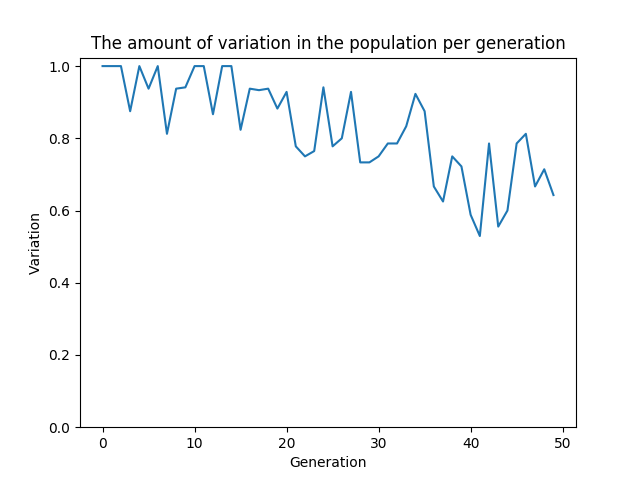 The amount of variation in the population per generation
1.0
0.8
0.6
0.4
0.2
0.0
Variation
0 10 20 30 40 50
Generation